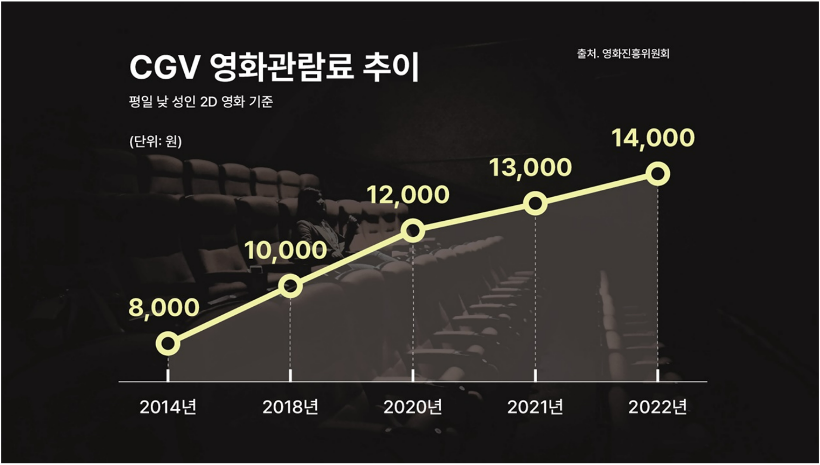 CGV 영화관람료 추이
출처. 영화진흥위원회
평일 낮 성인 2D 영화 기준
(단위: 원)
8,000
10,000
12,000
13,000
14,000
2014년
2018년
2020년
2021년
2022년